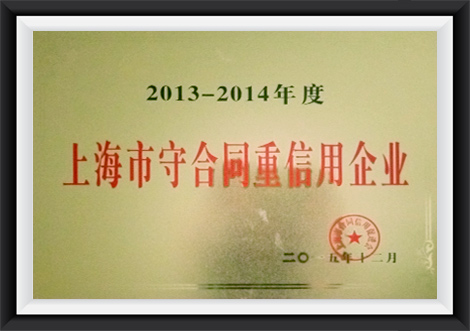 2013-2014年度
上海市守合同重信用企业
二〇一五年十二月